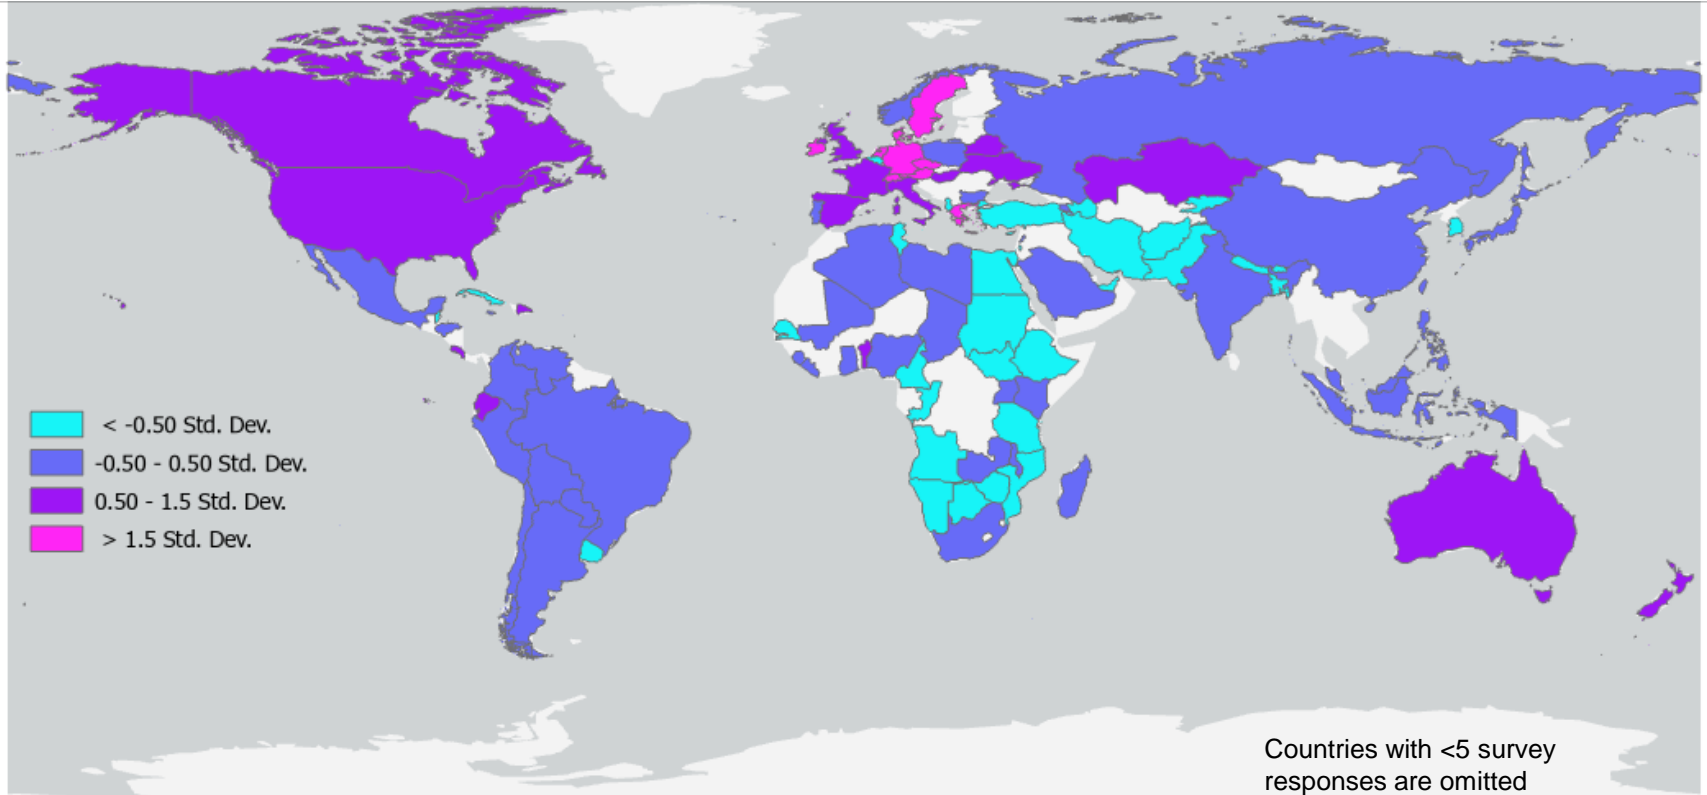 < -0.50 Std. Dev.
-0.50 - 0.50 Std. Dev.
0.50 - 1.5 Std. Dev.
> 1.5 Std. Dev.
Countries with <5 survey
responses are omitted